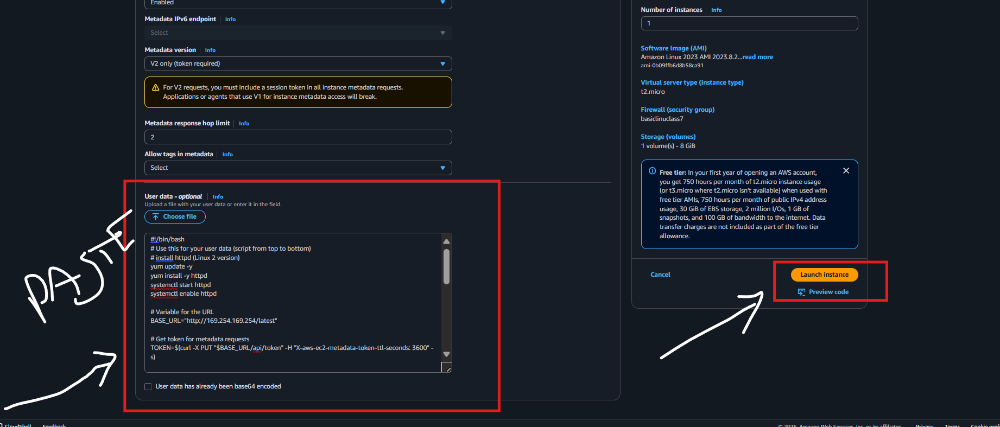 Enabled
Metadata IPv6 endpoint Info
Select
Metadata version Info
V2 only (token required)
For V2 requests, you must include a session token in all instance metadata requests.
Applications or agents that use V1 for instance metadata access will break.
Metadata response hop limit Info
2
Allow tags in metadata Info
Select
User data - optional Info
Upload a file with your user data or enter it in the field.
Choose file
#!/bin/bash
# Use this for your user data (script from top to bottom)
# install httpd (Linux 2 version)
yum update -y
yum install -y httpd
systemctl start httpd
systemctl enable httpd
# Variable for the URL
BASE_URL="http://169.254.169.254/latest"
# Get token for metadata requests
TOKEN=$(curl -X PUT "$BASE_URL/api/token" -H "X-aws-ec2-metadata-token-ttl-seconds: 3600" -
s)
User data has already been base64 encoded
PASTE
Number of instances Info
1
Software Image (AMI)
Amazon Linux 2023 AMI 2023.8.2...read more
ami-0b09ffb6d8b58ca91
Virtual server type (instance type)
t2.micro
Firewall (security group)
basiclinuclass7
Storage (volumes)
1 volume(s) - 8 GiB
Free tier: In your first year of opening an AWS account,
you get 750 hours per month of t2.micro instance usage
(or t3.micro where t2.micro isn't available) when used with
free tier AMIs, 750 hours per month of public IPv4 address
usage, 30 GiB of EBS storage, 2 million I/Os, 1 GB of
snapshots, and 100 GB of bandwidth to the internet. Data
transfer charges are not included as part of the free tier
allowance.
Cancel
Launch instance
Preview code
CloudShell Feedback
© 2025, Amazon Web Services, Inc. or its affiliates. Privacy Terms Cookie